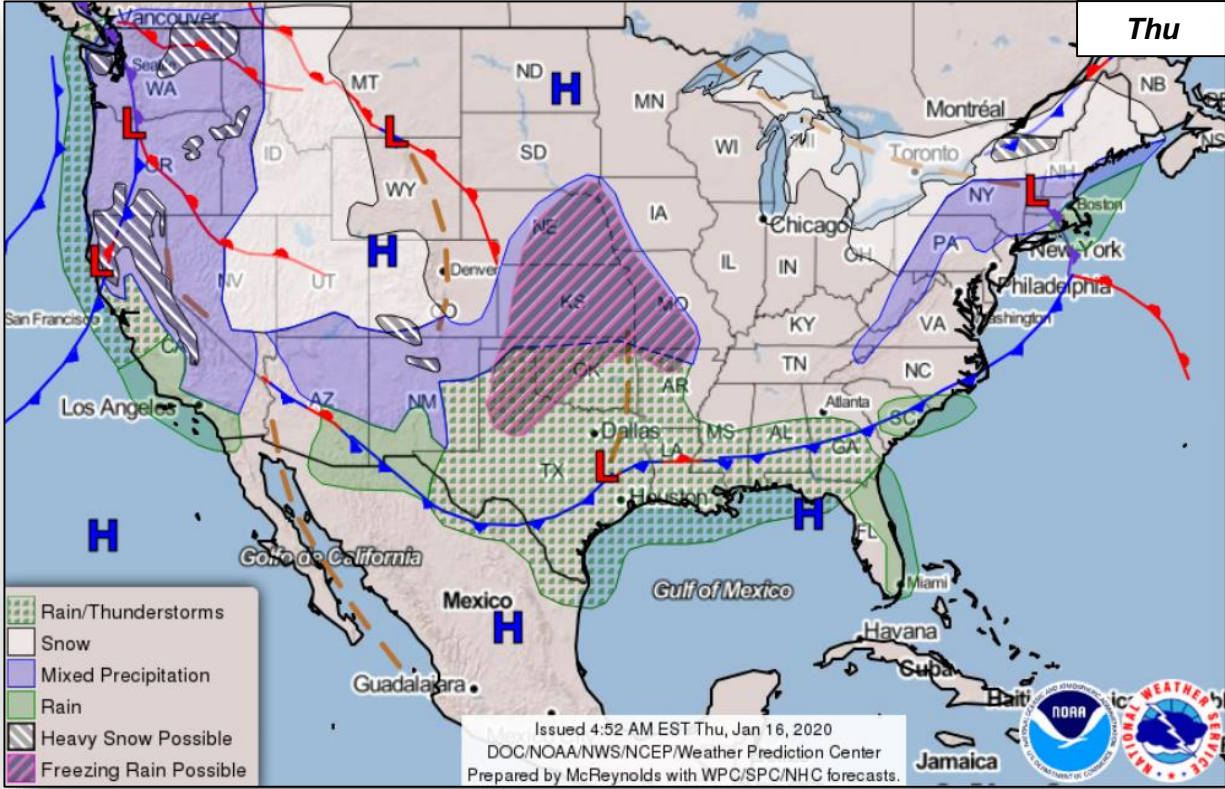 Thu
Vancouver
Seattle
WA
MT
ND
MN
Montréal
NB
NS
OR
ID
SD
WI
MI
Toronto
NH
WY
NY
Boston
IA
NE
Chicago
PA
New York
NV
UT
Denver
CO
IL
IN
OH
Philadelphia
San Francisco
KS
MO
KY
VA
Washington
CA
TN
NC
OK
AR
Los Angeles
AZ
NM
Atlanta
SC
Dallas
MS
AL
GA
LA
TX
Houston
FL
Golfo de California
Gulf of Mexico
Miami
Mexico
Havana
Cuba
Guadalajara
Haiti
Jamaica
H
H
H
H
H
L
L
L
L
L
Rain/Thunderstorms
Snow
Mixed Precipitation
Rain
Heavy Snow Possible
Freezing Rain Possible
Issued 4:52 AM EST Thu, Jan 16, 2020
DOC/NOAA/NWS/NCEP/Weather Prediction Center
Prepared by McReynolds with WPC/SPC/NHC forecasts.
NOAA
NATIONAL WEATHER SERVICE